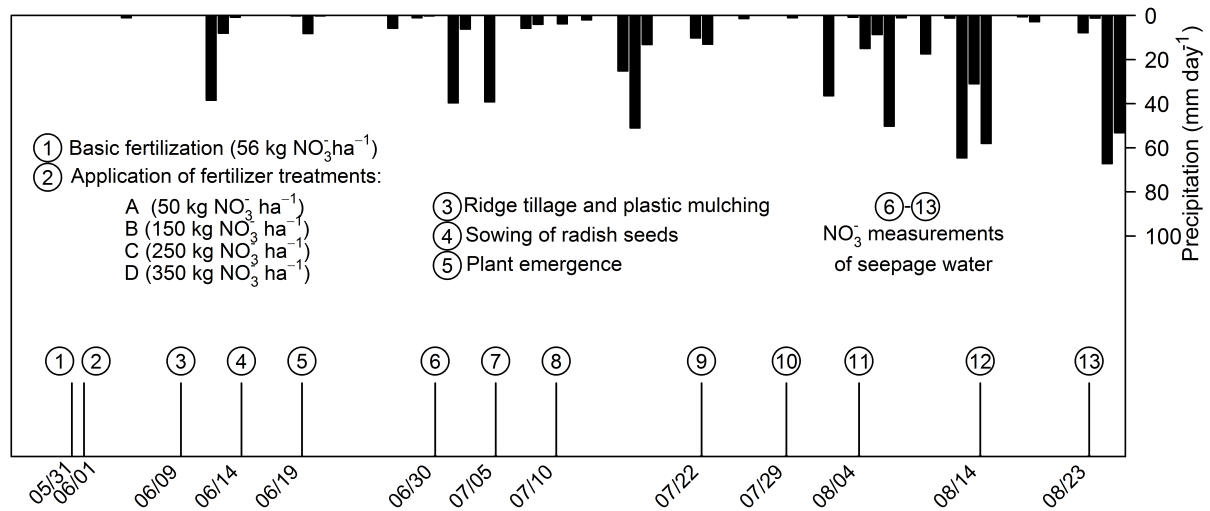 0
20
40
60
80
100
Precipitation (mm day⁻¹)
① Basic fertilization (56 kg NO₃⁻ ha⁻¹)
② Application of fertilizer treatments:
A (50 kg NO₃⁻ ha⁻¹)
B (150 kg NO₃⁻ ha⁻¹)
C (250 kg NO₃⁻ ha⁻¹)
D (350 kg NO₃⁻ ha⁻¹)
③ Ridge tillage and plastic mulching
④ Sowing of radish seeds
⑤ Plant emergence
⑥-⑬
NO₃⁻ measurements
of seepage water
① ② ③ ④ ⑤ ⑥ ⑦ ⑧ ⑨ ⑩ ⑪ ⑫ ⑬
05/31 06/01 06/09 06/14 06/19 06/30 07/05 07/10 07/22 07/29 08/04 08/14 08/23